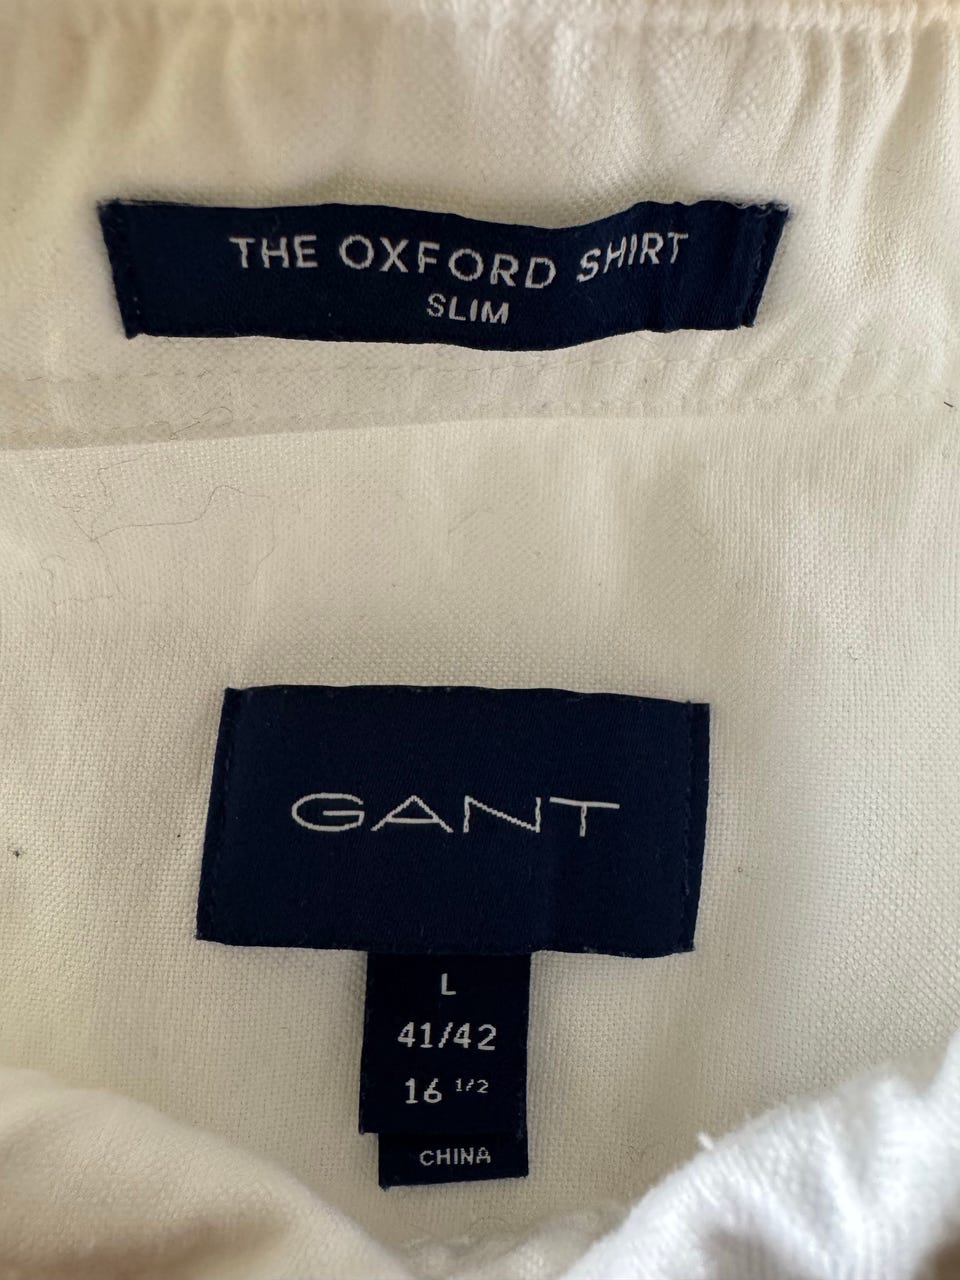 THE OXFORD SHIRT
SLIM
GANT
L
41/42
16 1/2
CHINA